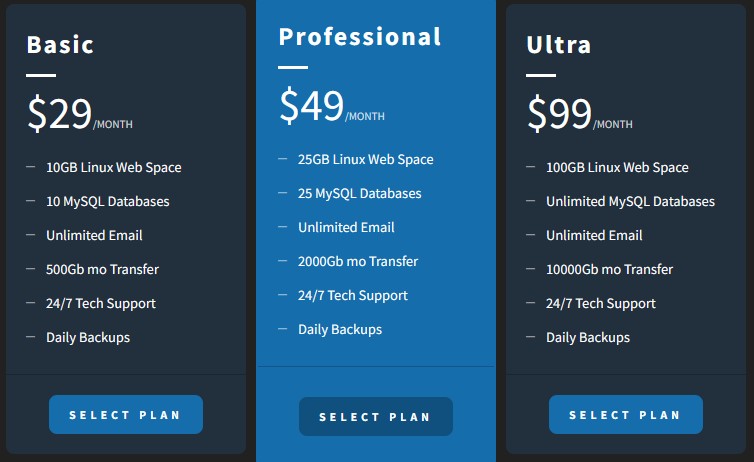 Basic
$29/MONTH
— 10GB Linux Web Space
— 10 MySQL Databases
— Unlimited Email
— 500Gb mo Transfer
— 24/7 Tech Support
— Daily Backups
SELECT PLAN
Professional
$49/MONTH
— 25GB Linux Web Space
— 25 MySQL Databases
— Unlimited Email
— 2000Gb mo Transfer
— 24/7 Tech Support
— Daily Backups
SELECT PLAN
Ultra
$99/MONTH
— 100GB Linux Web Space
— Unlimited MySQL Databases
— Unlimited Email
— 10000Gb mo Transfer
— 24/7 Tech Support
— Daily Backups
SELECT PLAN